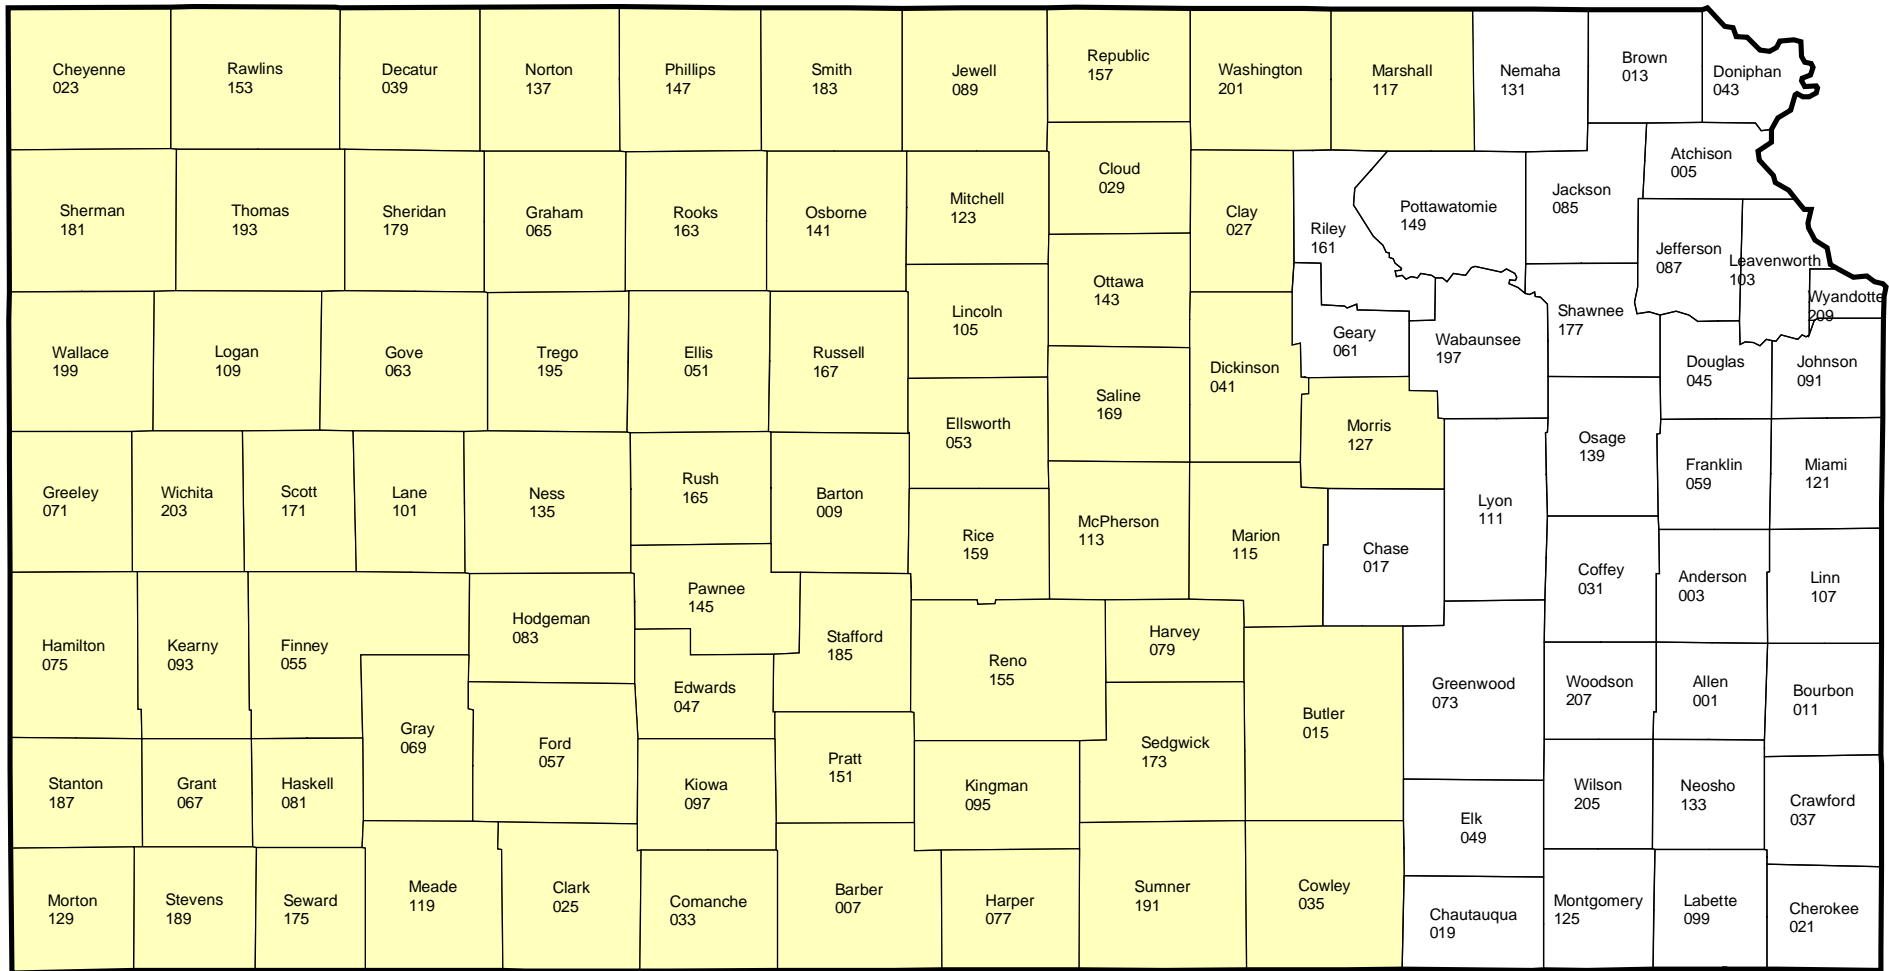 Cheyenne
023
Rawlins
153
Decatur
039
Norton
137
Phillips
147
Smith
183
Jewell
089
Republic
157
Washington
201
Marshall
117
Nemaha
131
Brown
013
Doniphan
043
Sherman
181
Thomas
193
Sheridan
179
Graham
065
Rooks
163
Osborne
141
Mitchell
123
Cloud
029
Clay
027
Riley
161
Pottawatomie
149
Jackson
085
Atchison
005
Jefferson
087
Leavenworth
103
Wyandotte
209
Wallace
199
Logan
109
Gove
063
Trego
195
Ellis
051
Russell
167
Lincoln
105
Ottawa
143
Saline
169
Dickinson
041
Geary
061
Wabaunsee
197
Shawnee
177
Douglas
045
Johnson
091
Ellsworth
053
Morris
127
Osage
139
Franklin
059
Miami
121
Greeley
071
Wichita
203
Scott
171
Lane
101
Ness
135
Rush
165
Barton
009
Rice
159
McPherson
113
Marion
115
Chase
017
Lyon
111
Coffey
031
Anderson
003
Linn
107
Hamilton
075
Kearny
093
Finney
055
Hodgeman
083
Pawnee
145
Stafford
185
Reno
155
Harvey
079
Edwards
047
Gray
069
Ford
057
Butler
015
Greenwood
073
Woodson
207
Allen
001
Bourbon
011
Stanton
187
Grant
067
Haskell
081
Kiowa
097
Pratt
151
Kingman
095
Sedgwick
173
Elk
049
Wilson
205
Neosho
133
Crawford
037
Morton
129
Stevens
189
Seward
175
Meade
119
Clark
025
Comanche
033
Barber
007
Harper
077
Sumner
191
Cowley
035
Chautauqua
019
Montgomery
125
Labette
099
Cherokee
021